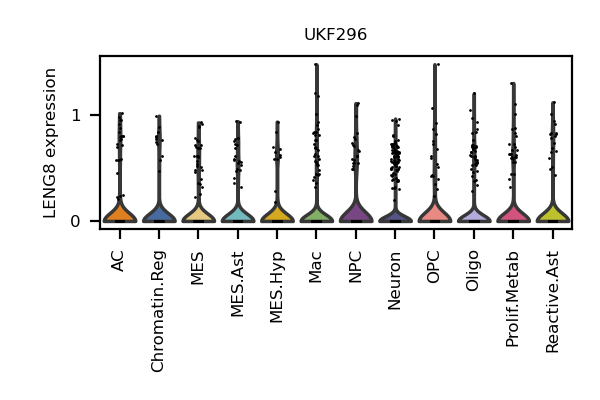 UKF296
LENG8 expression
1
0
AC
Chromatin.Reg
MES
MES.Ast
MES.Hyp
Mac
NPC
Neuron
OPC
Oligo
Prolif.Metab
Reactive.Ast